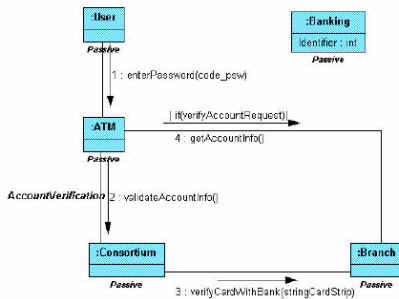 :User
Passive
:Banking
Identifier : int
Passive
1 : enterPassword(code_psw)
:ATM
Passive
| if(verifyAccountRequest)|
4 : getAccountInfo()
AccountVerification
2 : validateAccountInfo()
:Consortium
Passive
:Branch
Passive
3 : verifyCardWithBank(stringCardStrip)